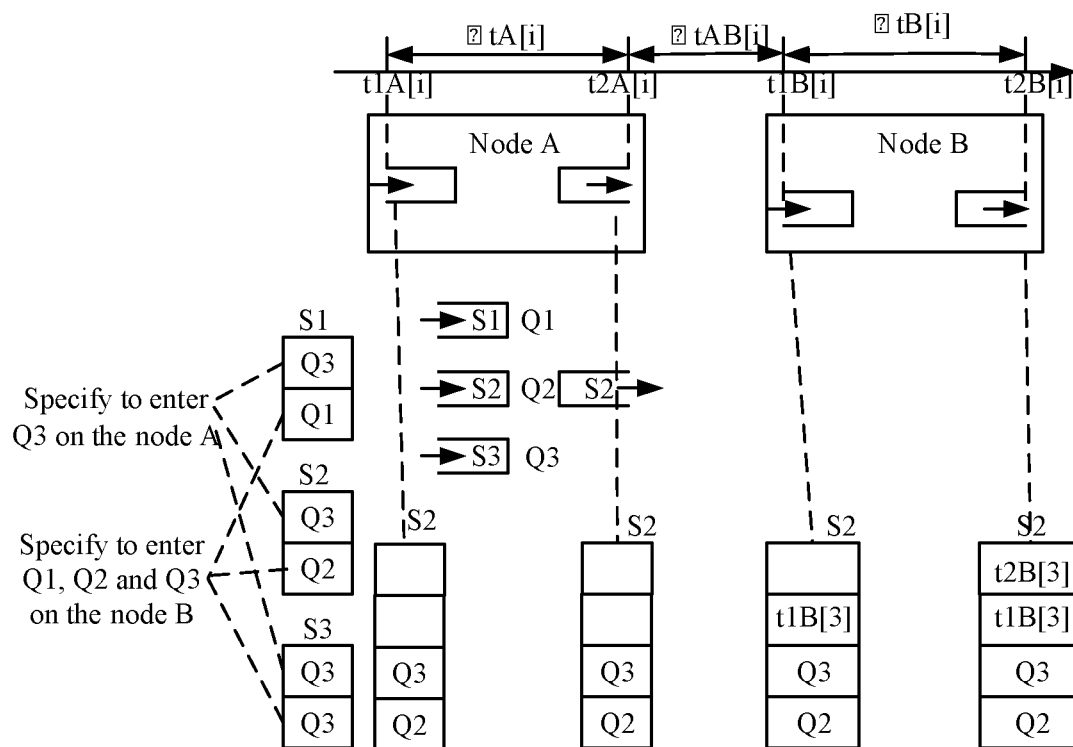 ⍰ tA[i] ⍰ tAB[i] ⍰ tB[i]
t1A[i] t2A[i] t1B[i] t2B[i]
Node A Node B
S1
S1 Q1
Q3
Specify to enter
Q3 on the node A
Q1
S2 Q2 S2
S3 Q3
S2
Q3
Specify to enter
Q1, Q2 and Q3
on the node B
Q2
S3
Q3
Q3
S2 S2 S2 S2
t2B[3]
t1B[3] t1B[3]
Q3 Q3 Q3 Q3
Q2 Q2 Q2 Q2